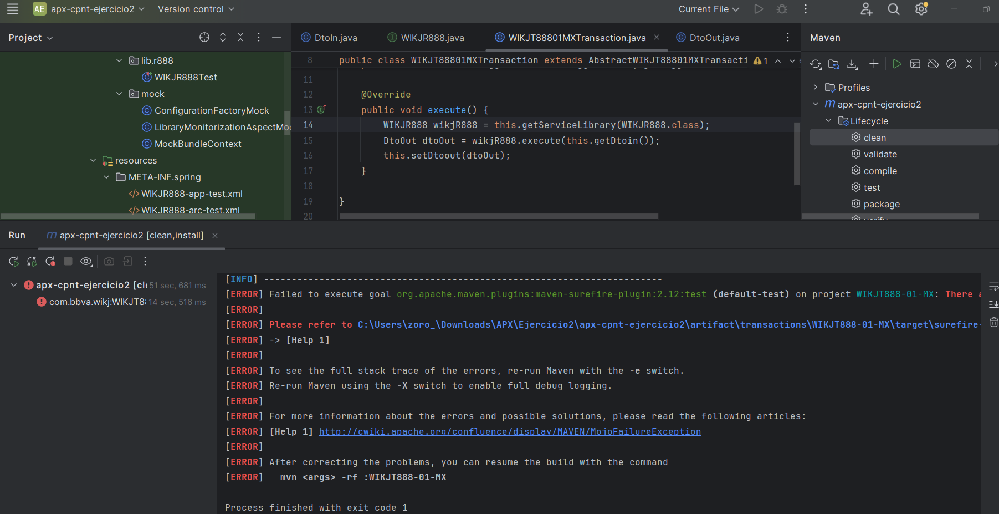 AE apx-cpnt-ejercicio2 Version control Current File
Project
lib.r888
WIKJR888Test
mock
ConfigurationFactoryMock
LibraryMonitorizationAspectMo
MockBundleContext
resources
META-INF.spring
WIKJR888-app-test.xml
WIKJR888-arc-test.xml
DtoIn.java WIKJR888.java WIKJT88801MXTransaction.java DtoOut.java
8 public class WIKJT88801MXTransaction extends AbstractWIKJT88801MXTransacti 1
11
12 @Override
13 public void execute() {
14 WIKJR888 wikjR888 = this.getServiceLibrary(WIKJR888.class);
15 DtoOut dtoOut = wikjR888.execute(this.getDtoin());
16 this.setDtoout(dtoOut);
17 }
18
19 }
20
Maven
Profiles
m apx-cpnt-ejercicio2
Lifecycle
clean
validate
compile
test
package
verify
Run m apx-cpnt-ejercicio2 [clean,install]
apx-cpnt-ejercicio2 [cl 51 sec, 681 ms
com.bbva.wikj:WIKJT8 14 sec, 516 ms
[INFO] ------------------------------------------------------------------------
[ERROR] Failed to execute goal org.apache.maven.plugins:maven-surefire-plugin:2.12:test (default-test) on project WIKJT888-01-MX: There a
[ERROR]
[ERROR] Please refer to C:\Users\zoro_\Downloads\APX\Ejercicio2\apx-cpnt-ejercicio2\artifact\transactions\WIKJT888-01-MX\target\surefire-
[ERROR] -> [Help 1]
[ERROR]
[ERROR] To see the full stack trace of the errors, re-run Maven with the -e switch.
[ERROR] Re-run Maven using the -X switch to enable full debug logging.
[ERROR]
[ERROR] For more information about the errors and possible solutions, please read the following articles:
[ERROR] [Help 1] http://cwiki.apache.org/confluence/display/MAVEN/MojoFailureException
[ERROR]
[ERROR] After correcting the problems, you can resume the build with the command
[ERROR] mvn <args> -rf :WIKJT888-01-MX
Process finished with exit code 1